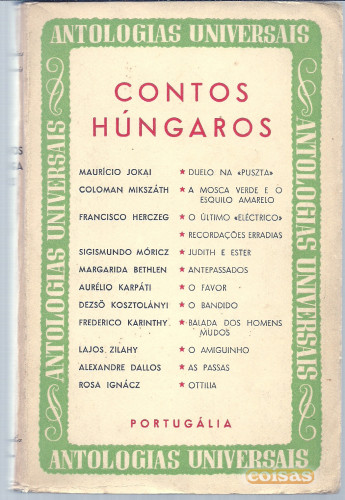 ANTOLOGIAS UNIVERSAIS
CONTOS
HÚNGAROS
MAURÍCIO JOKAI ★ DUELO NA «PUSZTA»
COLOMAN MIKSZÁTH ★ A MOSCA VERDE E O
ESQUILO AMARELO
FRANCISCO HERCZEG ★ O ÚLTIMO «ELÉCTRICO»
★ RECORDAÇÕES ERRADIAS
SIGISMUNDO MÓRICZ ★ JUDITH E ESTER
MARGARIDA BETHLEN ★ ANTEPASSADOS
AURÉLIO KARPÁTI ★ O FAVOR
DEZSŐ KOSZTOLÁNYI ★ O BANDIDO
FREDERICO KARINTHY ★ BALADA DOS HOMENS
MUDOS
LAJOS ZILAHY ★ O AMIGUINHO
ALEXANDRE DALLOS ★ AS PASSAS
ROSA IGNÁCZ ★ OTTILIA
PORTUGÁLIA
ANTOLOGIAS UNIVERSAIS
ANTOLOGIAS UNIVERSAIS
ANTOLOGIAS UNIVERSAIS
coisas